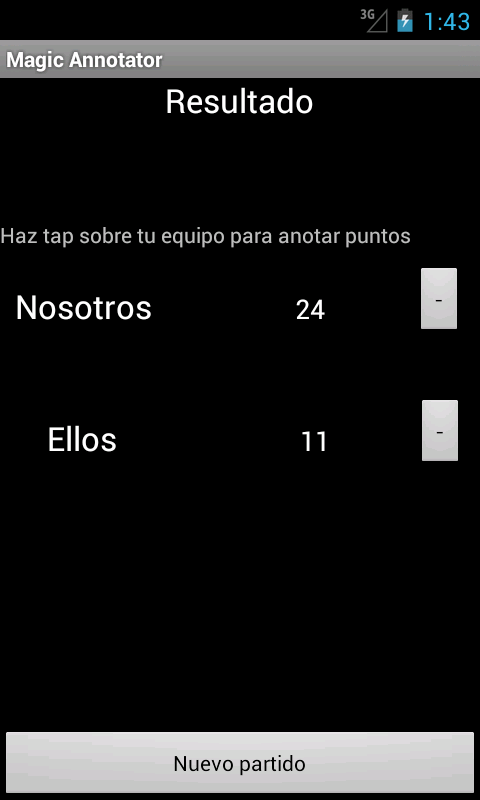 3G 1:43
Magic Annotator
Resultado
Haz tap sobre tu equipo para anotar puntos
Nosotros 24 -
Ellos 11 -
Nuevo partido